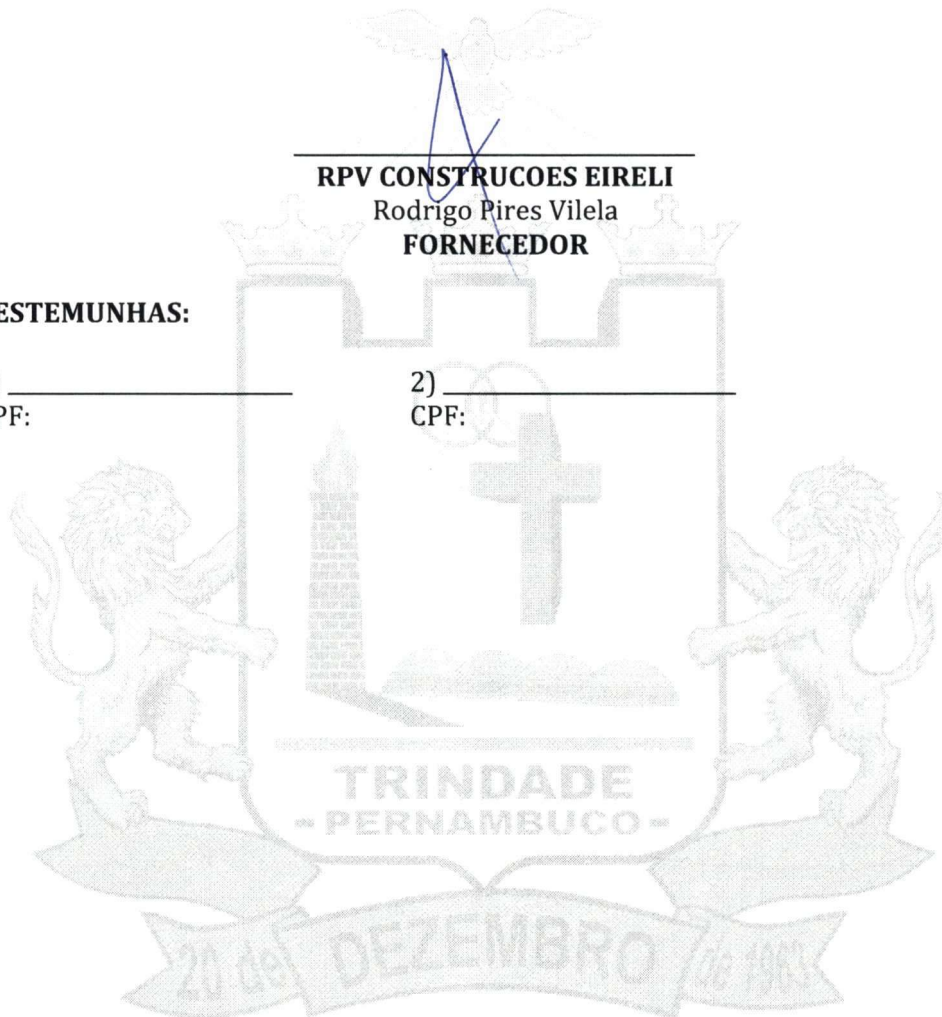 RPV CONSTRUCOES EIRELI
Rodrigo Pires Vilela
FORNECEDOR
ESTEMUNHAS:
2)
PF:
CPF:
TRINDADE
- PERNAMBUCO -
20 de DEZEMBRO de 1963